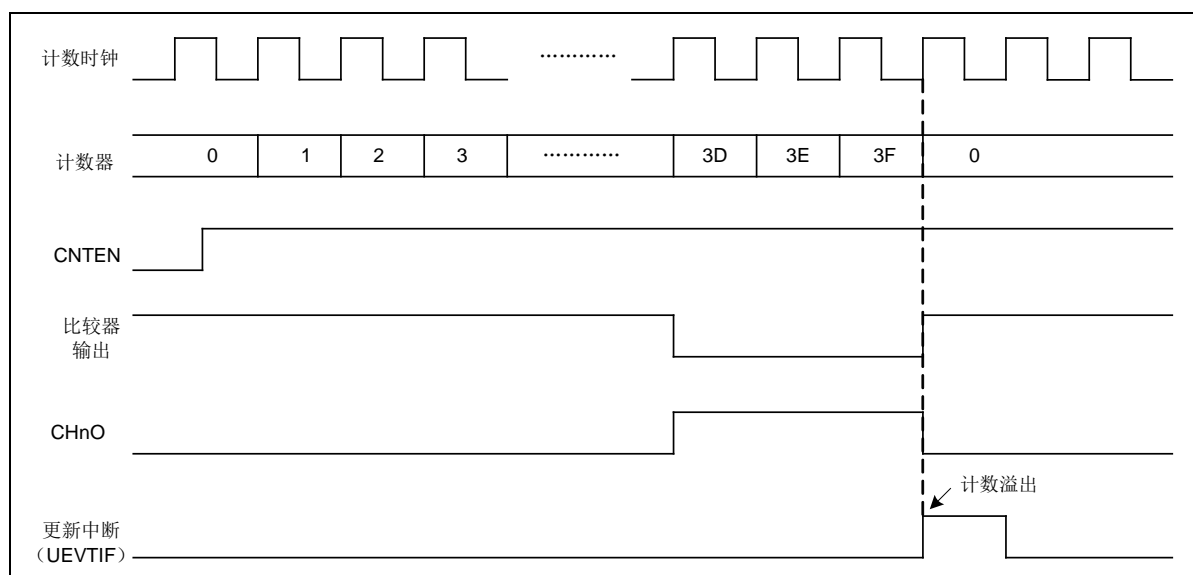 计数时钟
…………
计数器
0 1 2 3 ………… 3D 3E 3F 0
CNTEN
比较器
输出
CHnO
计数溢出
更新中断
（UEVTIF）